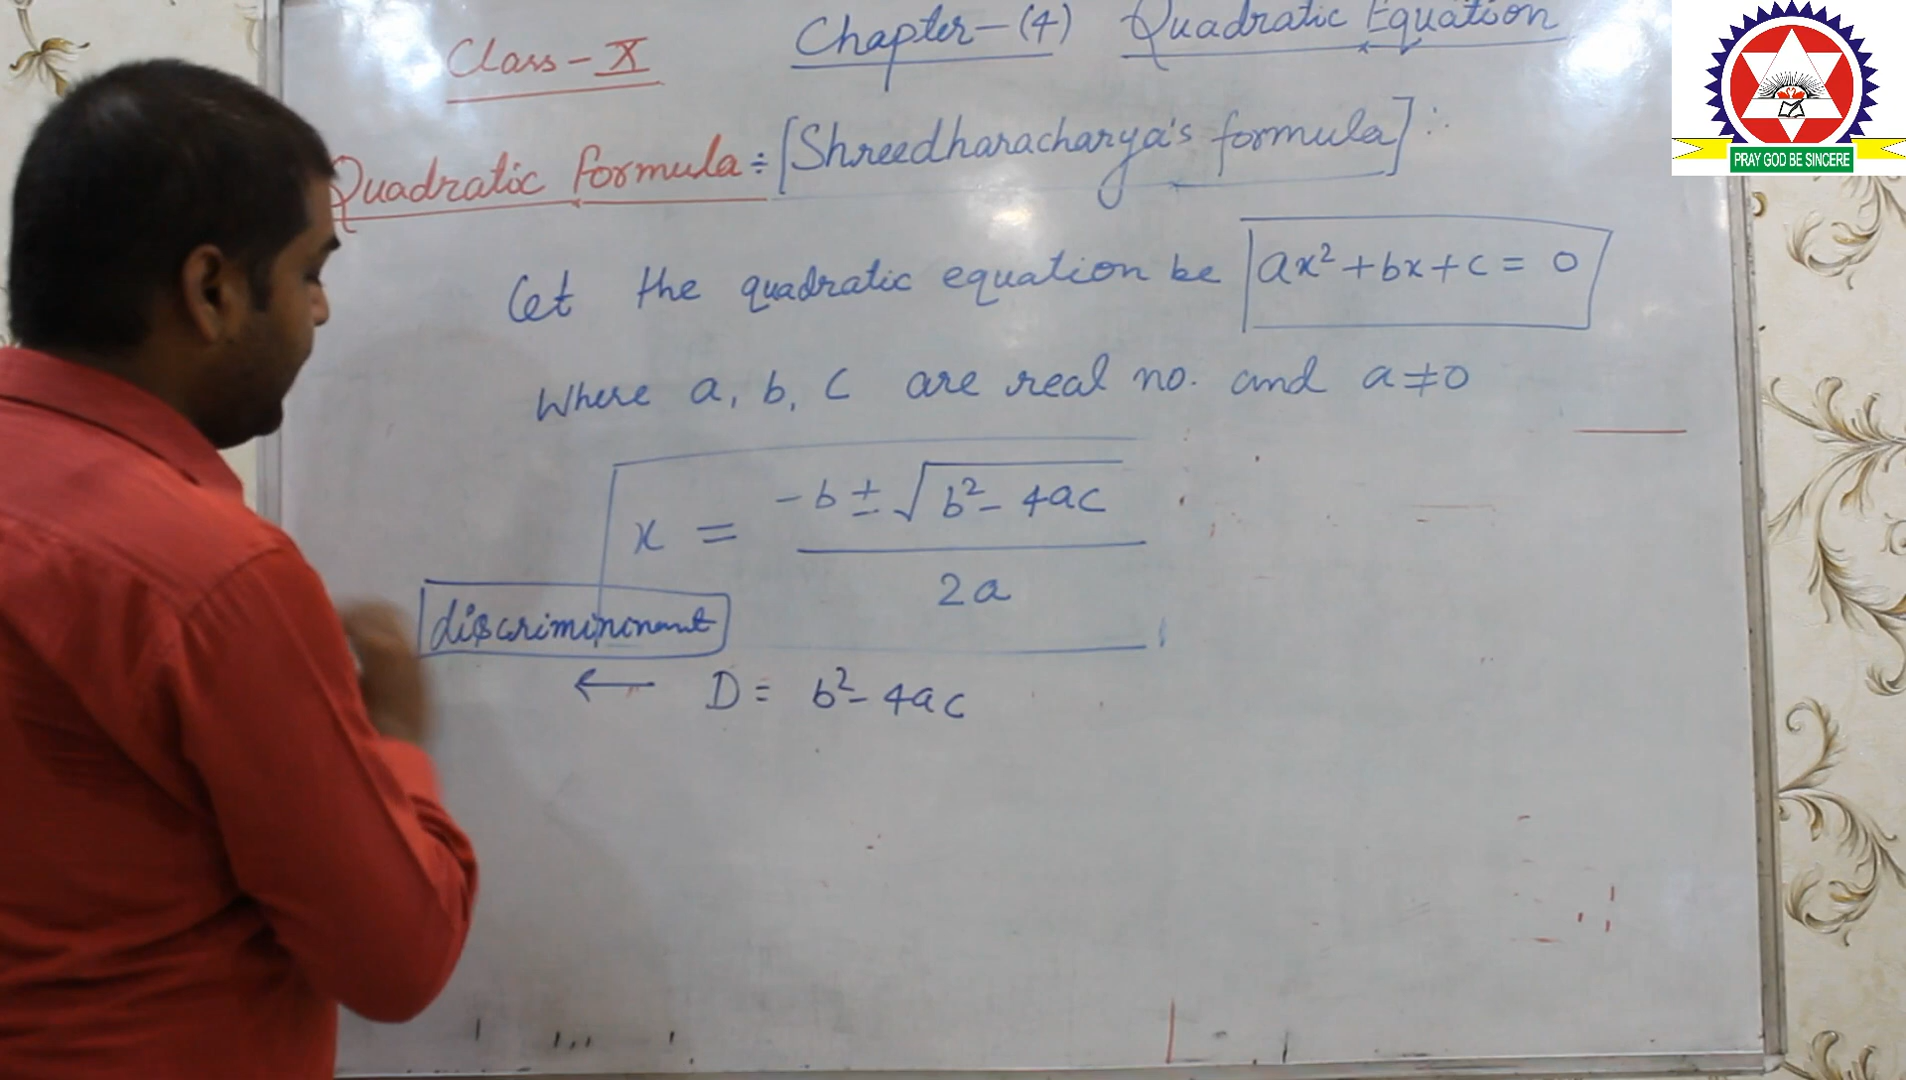 Class - X Chapter - (4) Quadratic Equation
Quadratic formula ÷ [Shreedharacharya's formula] :
Let the quadratic equation be ax² + bx + c = 0
Where a, b, c are real no. and a ≠ 0
x = -b ± √b² - 4ac / 2a
discrimininant
← D = b² - 4ac
PRAY GOD BE SINCERE